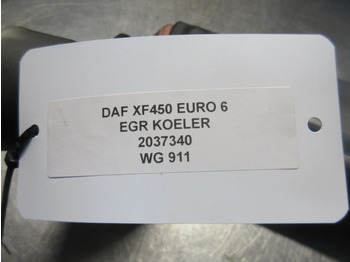 DAF XF450 EURO 6
EGR KOELER
2037340
WG 911